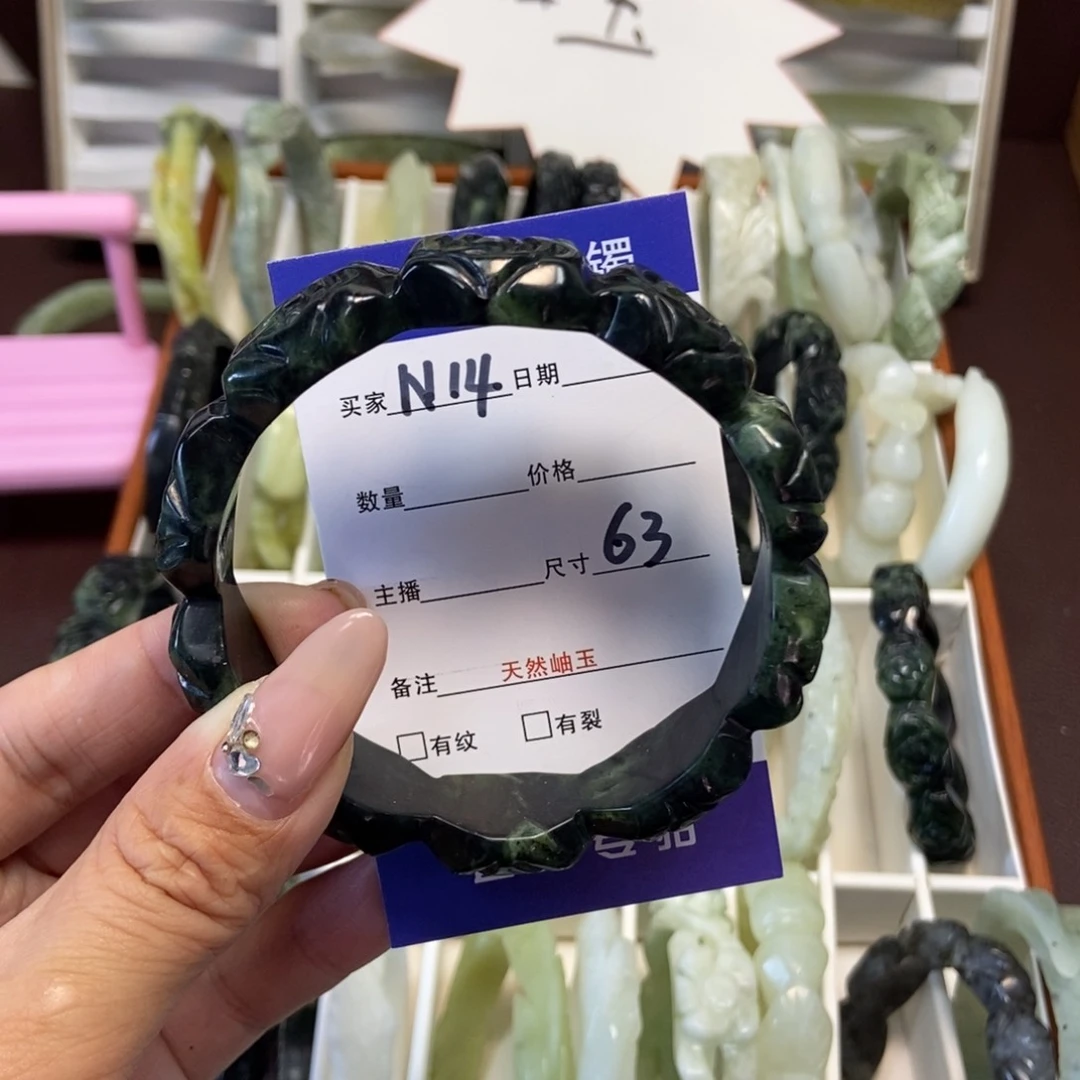 镯
买家 N14 日期
数量 价格
主播 尺寸 63
备注 天然岫玉
□有纹 □有裂